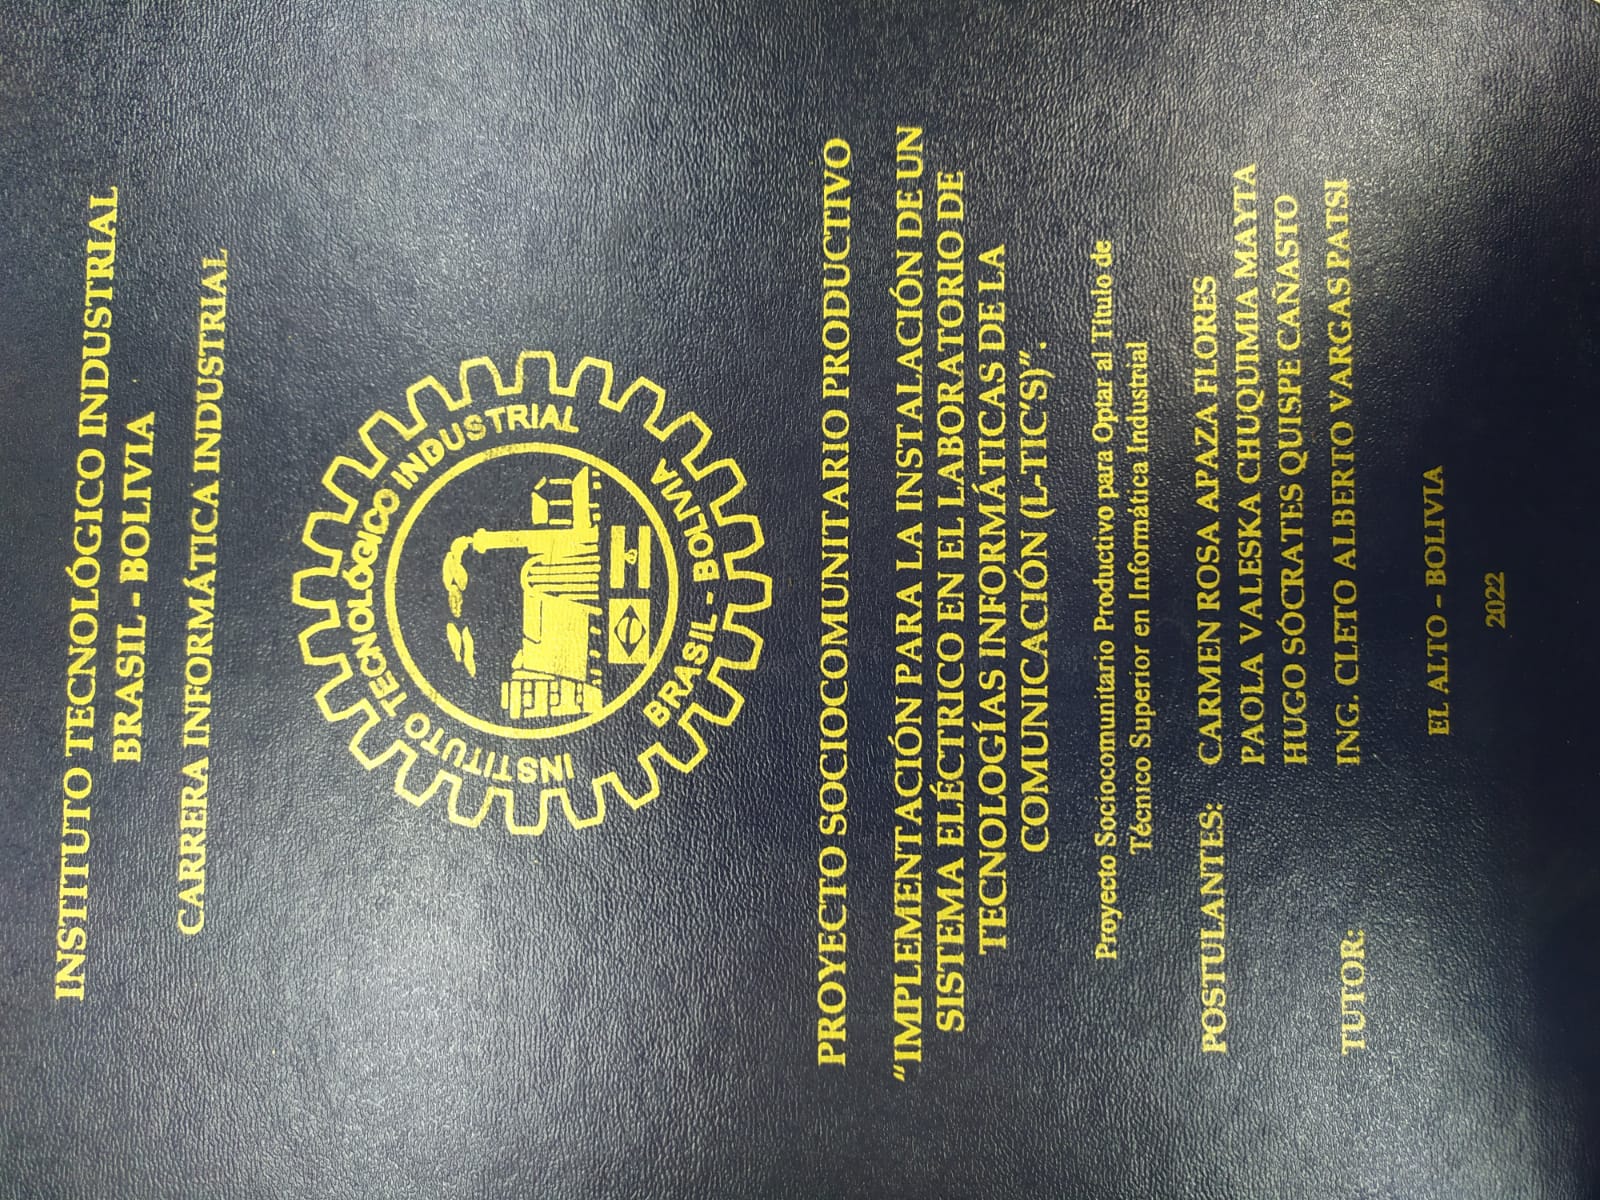 INSTITUTO TECNOLÓGICO INDUSTRIAL
BRASIL - BOLIVIA
CARRERA INFORMÁTICA INDUSTRIAL
INSTITUTO TECNOLÓGICO INDUSTRIAL
BRASIL - BOLIVIA
PROYECTO SOCIOCOMUNITARIO PRODUCTIVO
“IMPLEMENTACIÓN PARA LA INSTALACIÓN DE UN
SISTEMA ELÉCTRICO EN EL LABORATORIO DE
TECNOLOGÍAS INFORMÁTICAS DE LA
COMUNICACIÓN (L-TIC’S)”.
Proyecto Sociocomunitario Productivo para Optar al Título de
Técnico Superior en Informática Industrial
POSTULANTES: CARMEN ROSA APAZA FLORES
PAOLA VALESKA CHUQUIMIA MAYTA
HUGO SÓCRATES QUISPE CAÑASTO
TUTOR: ING. CLETO ALBERTO VARGAS PATSI
EL ALTO – BOLIVIA
2022